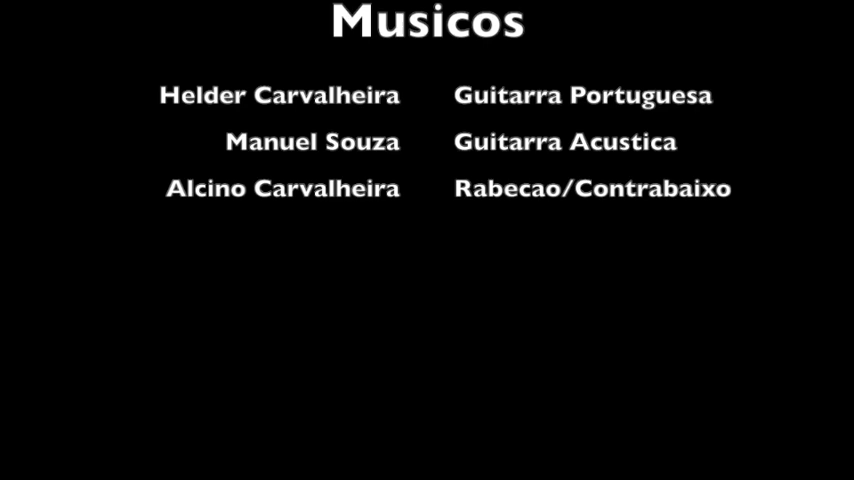 Musicos
Helder Carvalheira Guitarra Portuguesa
Manuel Souza Guitarra Acustica
Alcino Carvalheira Rabecao/Contrabaixo